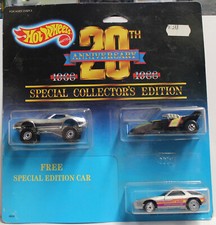 Hot Wheels
20TH
ANNIVERSARY
1968 1988
SPECIAL COLLECTOR'S EDITION
FREE
SPECIAL EDITION CAR